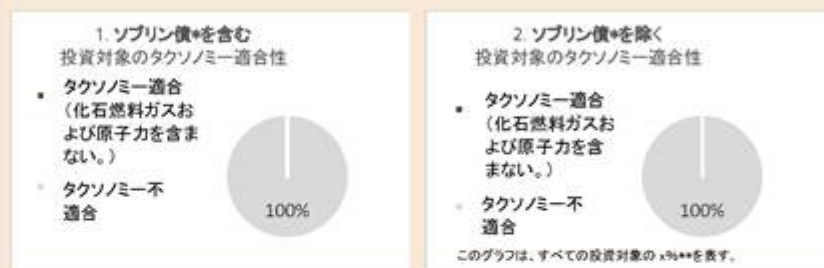 1. ソブリン債*を含む
投資対象のタクソノミー適合性
タクソノミー適合
（化石燃料ガスお
よび原子力を含ま
ない。）
タクソノミー不
適合
100%
2. ソブリン債*を除く
投資対象のタクソノミー適合性
タクソノミー適合
（化石燃料ガスお
よび原子力を含
まない。）
タクソノミー不
適合
100%
このグラフは、すべての投資対象の x%**を表す。